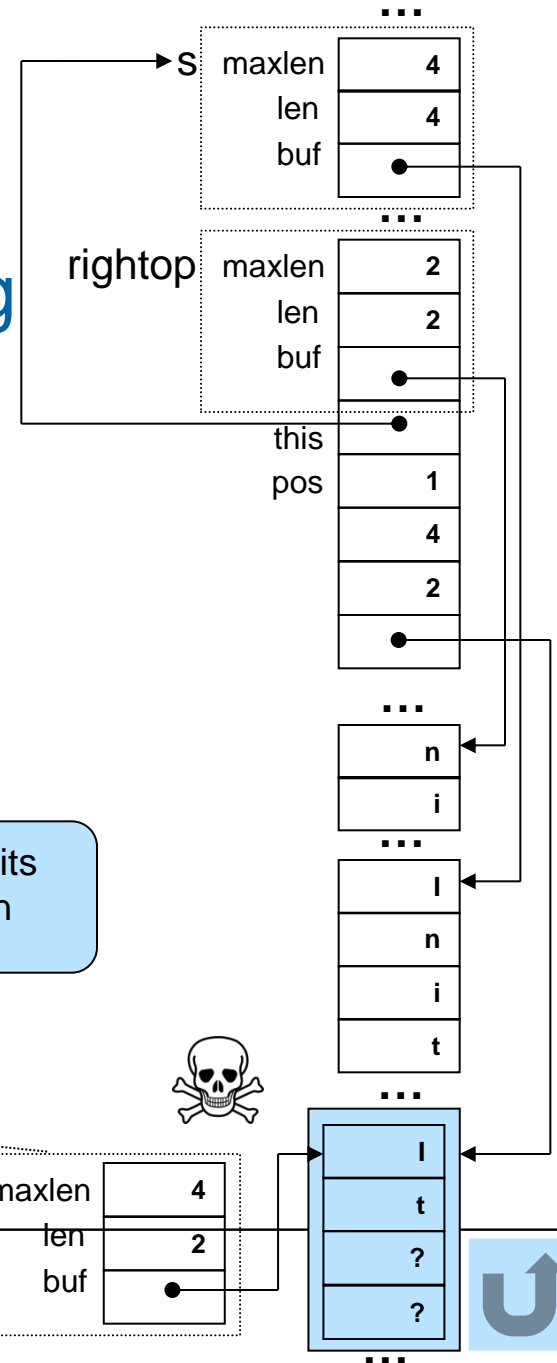 ...
s maxlen 4
len 4
buf
...
g
rightop maxlen 2
len 2
buf
this
pos 1
4
2
...
n
i
...
its
n
I
n
i
t
...
I
maxlen 4
t
len 2
?
buf
?
...